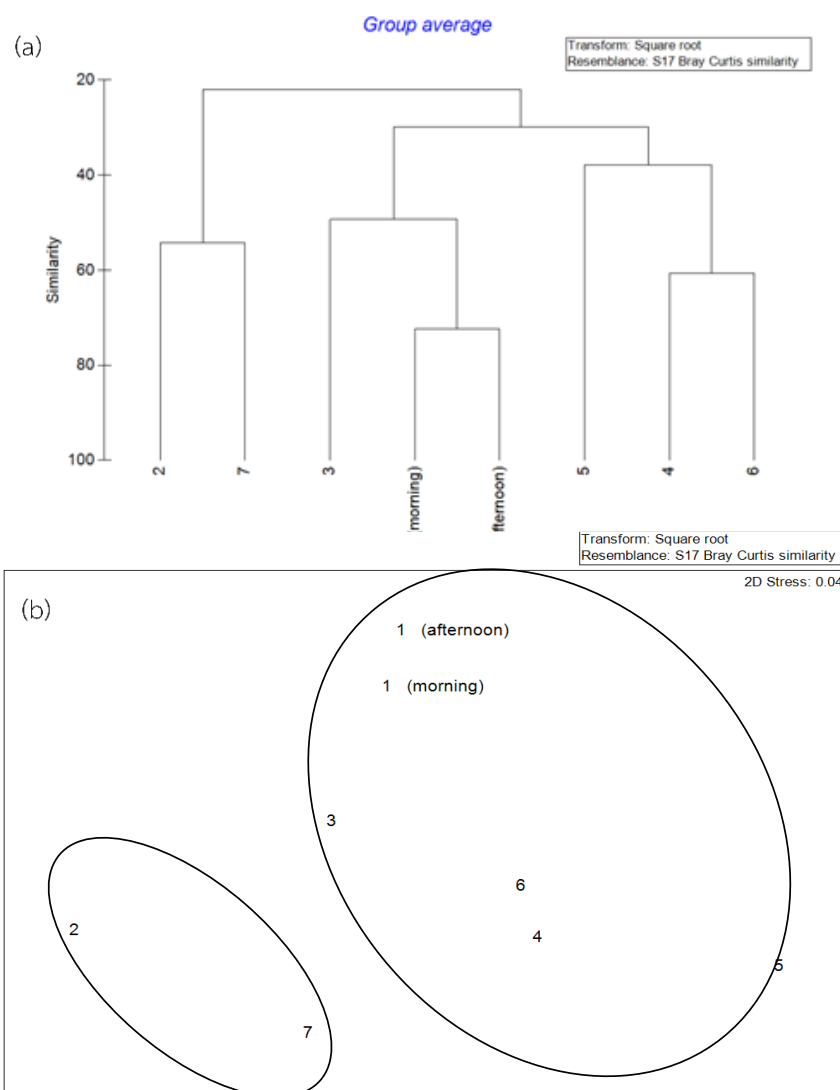 Group average
(a)
Transform: Square root
Resemblance: S17 Bray Curtis similarity
20
40
60
80
100
Similarity
2
7
3
(morning)
fternoon)
5
4
6
Transform: Square root
Resemblance: S17 Bray Curtis similarity
2D Stress: 0.04
(b)
1 (afternoon)
1 (morning)
3
6
4
5
2
7